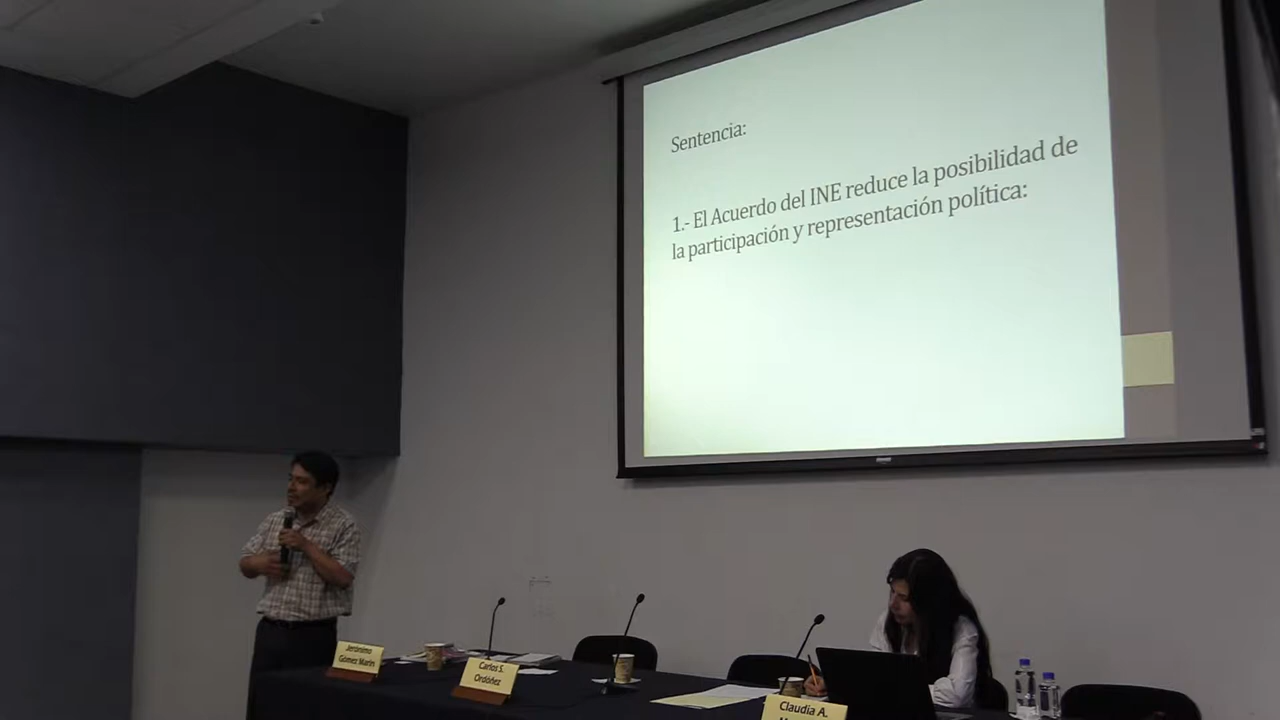 Sentencia:
1.- El Acuerdo del INE reduce la posibilidad de
la participación y representación política:
Jerónimo
Gómez Marín
Carlos S.
Ordóñez
Claudia A.